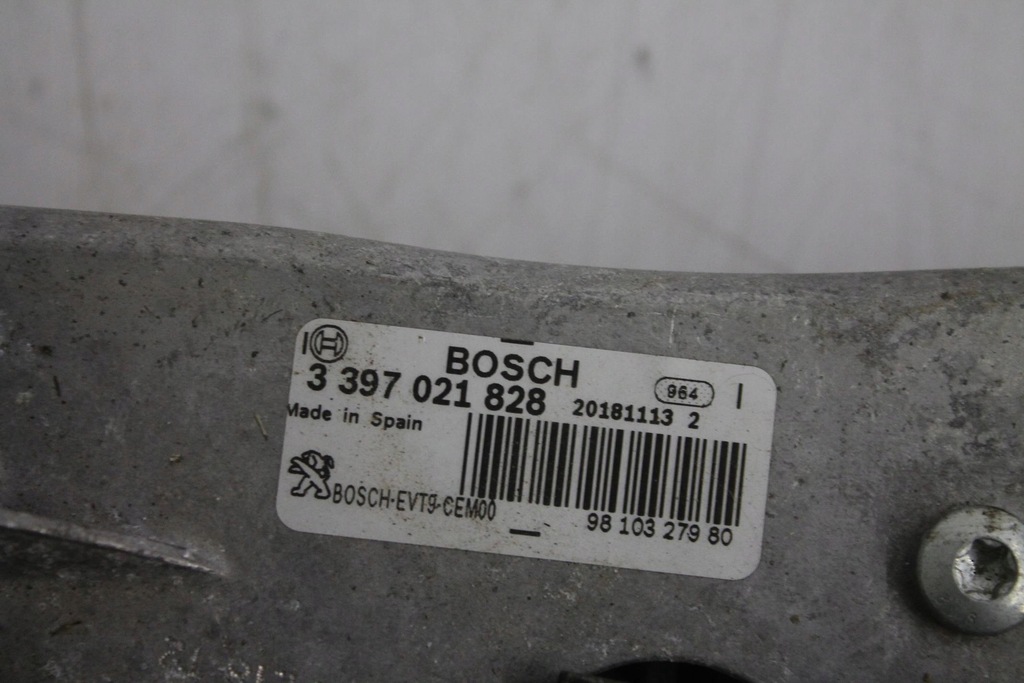 BOSCH
3 397 021 828
964
20181113 2
Made in Spain
BOSCH-EVT9-CEM00
98 103 279 80